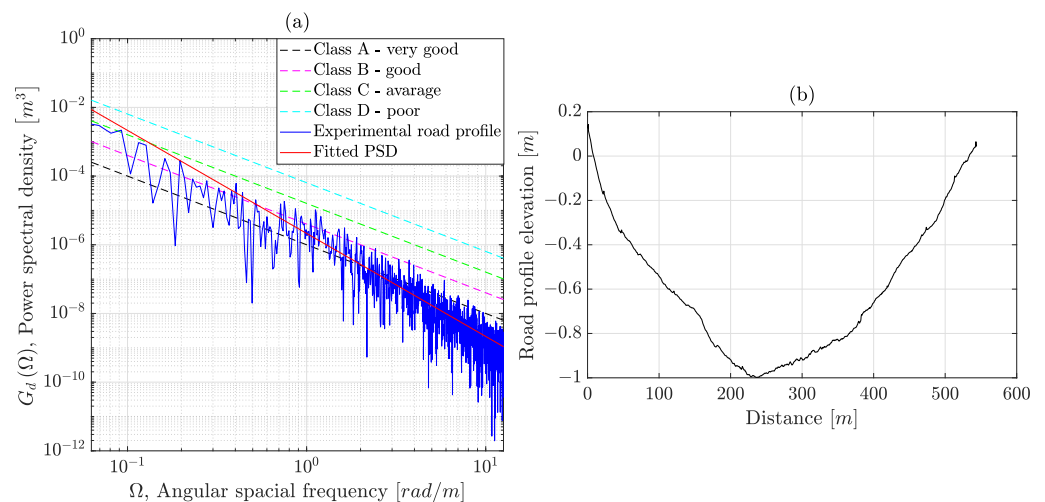 (a)
10^0
10^-2
10^-4
10^-6
10^-8
10^-10
10^-12
G_d (Ω), Power spectral density [m^3]
Class A - very good
Class B - good
Class C - avarage
Class D - poor
Experimental road profile
Fitted PSD
10^-1
10^0
10^1
Ω, Angular spacial frequency [rad/m]
(b)
0.2
0
−0.2
−0.4
−0.6
−0.8
−1
Road profile elevation [m]
0 100 200 300 400 500 600
Distance [m]